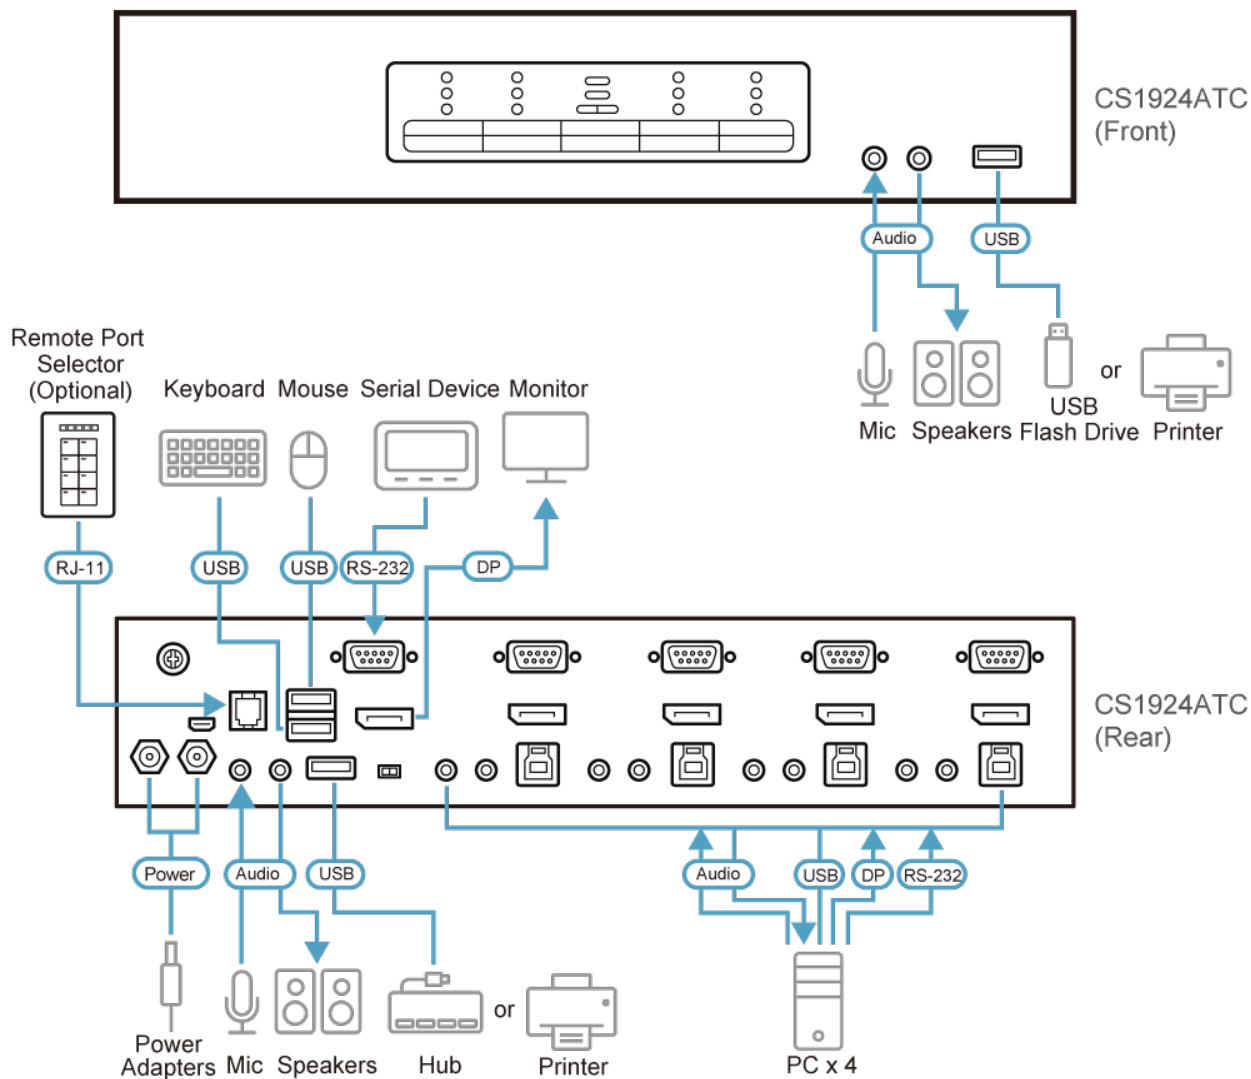 CS1924ATC
(Front)
Audio
USB
Mic
Speakers
USB
Flash Drive
or
Printer
Remote Port
Selector
(Optional)
Keyboard
Mouse
Serial Device
Monitor
RJ-11
USB
USB
RS-232
DP
CS1924ATC
(Rear)
Power
Audio
USB
Audio
USB
DP
RS-232
Power
Adapters
Mic
Speakers
Hub
or
Printer
PC x 4